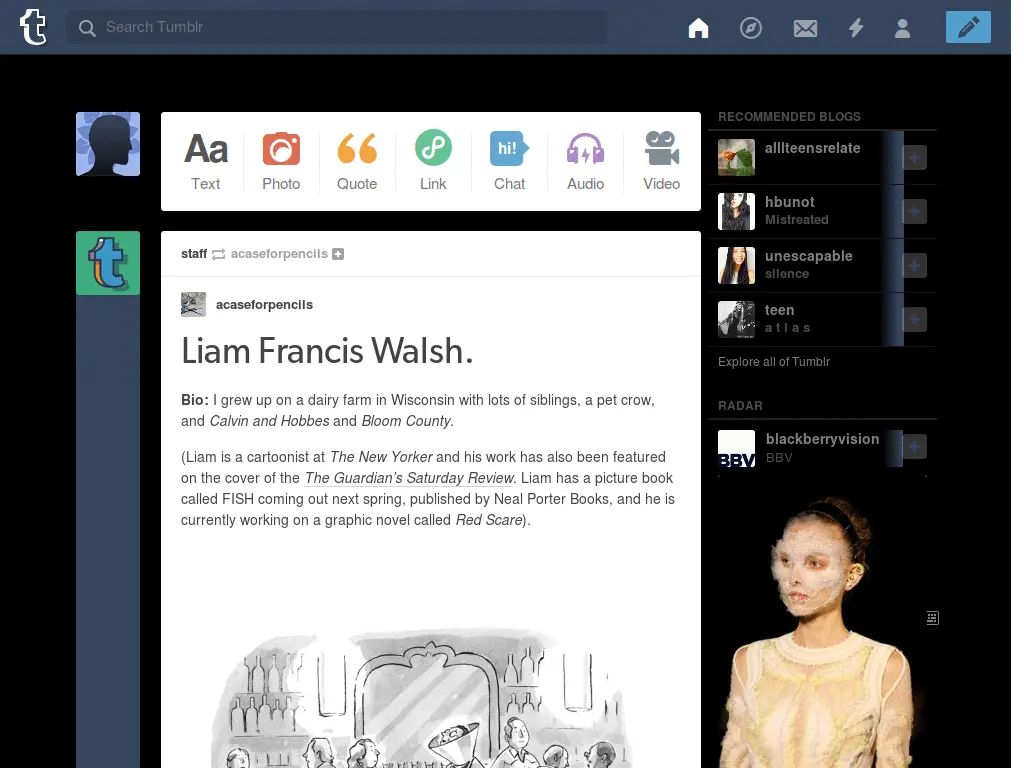 Search Tumblr
Aa
hi!
Text Photo Quote Link Chat Audio Video
staff acaseforpencils
acaseforpencils
Liam Francis Walsh.
Bio: I grew up on a dairy farm in Wisconsin with lots of siblings, a pet crow,
and Calvin and Hobbes and Bloom County.
(Liam is a cartoonist at The New Yorker and his work has also been featured
on the cover of the The Guardian’s Saturday Review. Liam has a picture book
called FISH coming out next spring, published by Neal Porter Books, and he is
currently working on a graphic novel called Red Scare).
RECOMMENDED BLOGS
alllteensrelate
hbunot
Mistreated
unescapable
silence
teen
a t l a s
Explore all of Tumblr
RADAR
BBV
blackberryvision
BBV